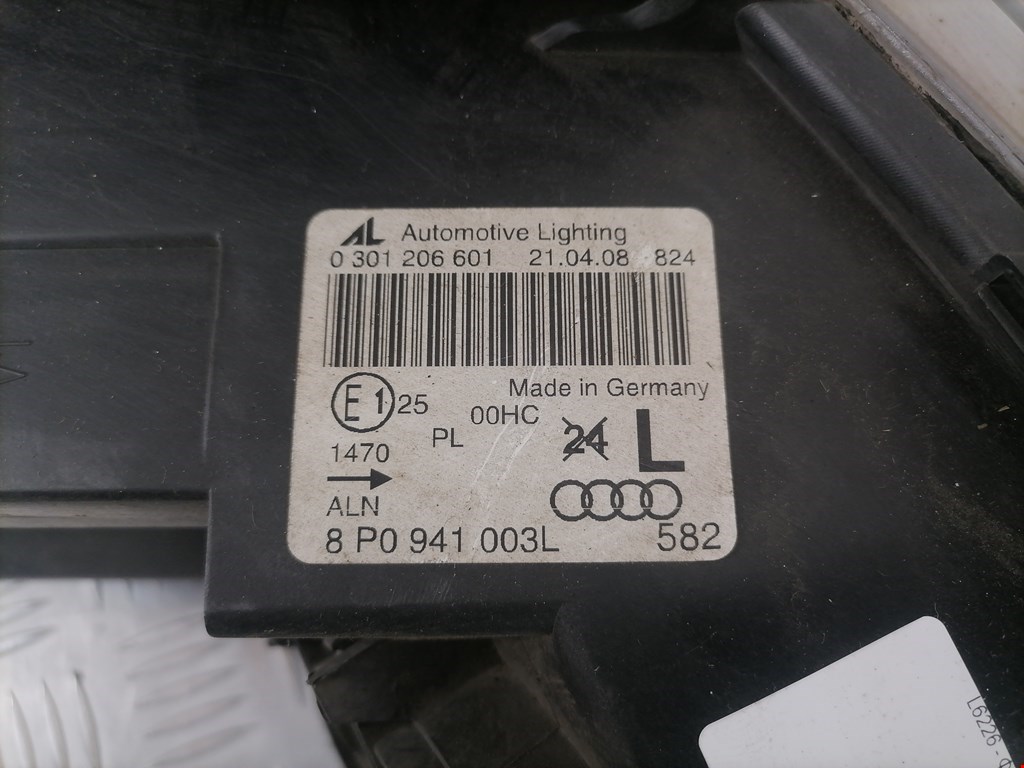 AL Automotive Lighting
0 301 206 601 21.04.08 824
Made in Germany
E1 25 00HC 24 L
PL
1470
ALN
8 P0 941 003L 582
L6226 -